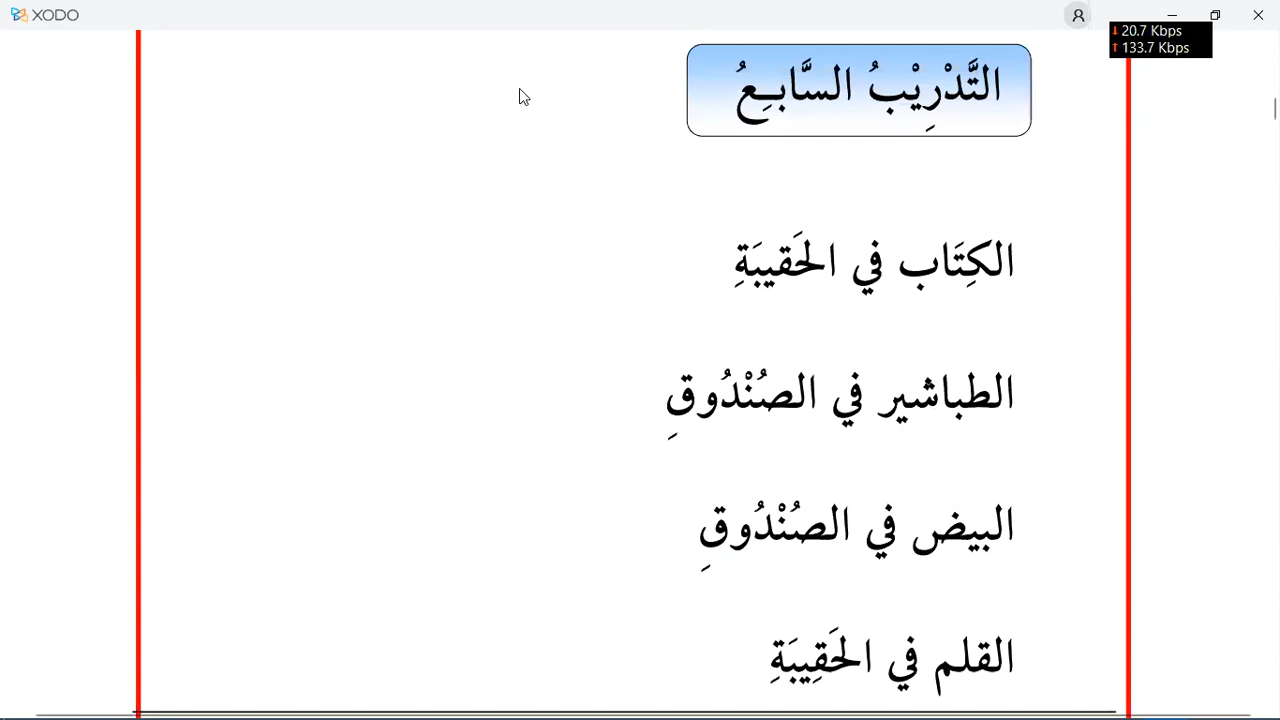 XODO
20.7 Kbps
133.7 Kbps
التَّدْرِيْبُ السَّابِـعُ
الكِتَاب في الحَقيبَةِ
الطباشير في الصُنْدُوقِ
البيض في الصُنْدُوقِ
القلم في الحَقِيبَةِ